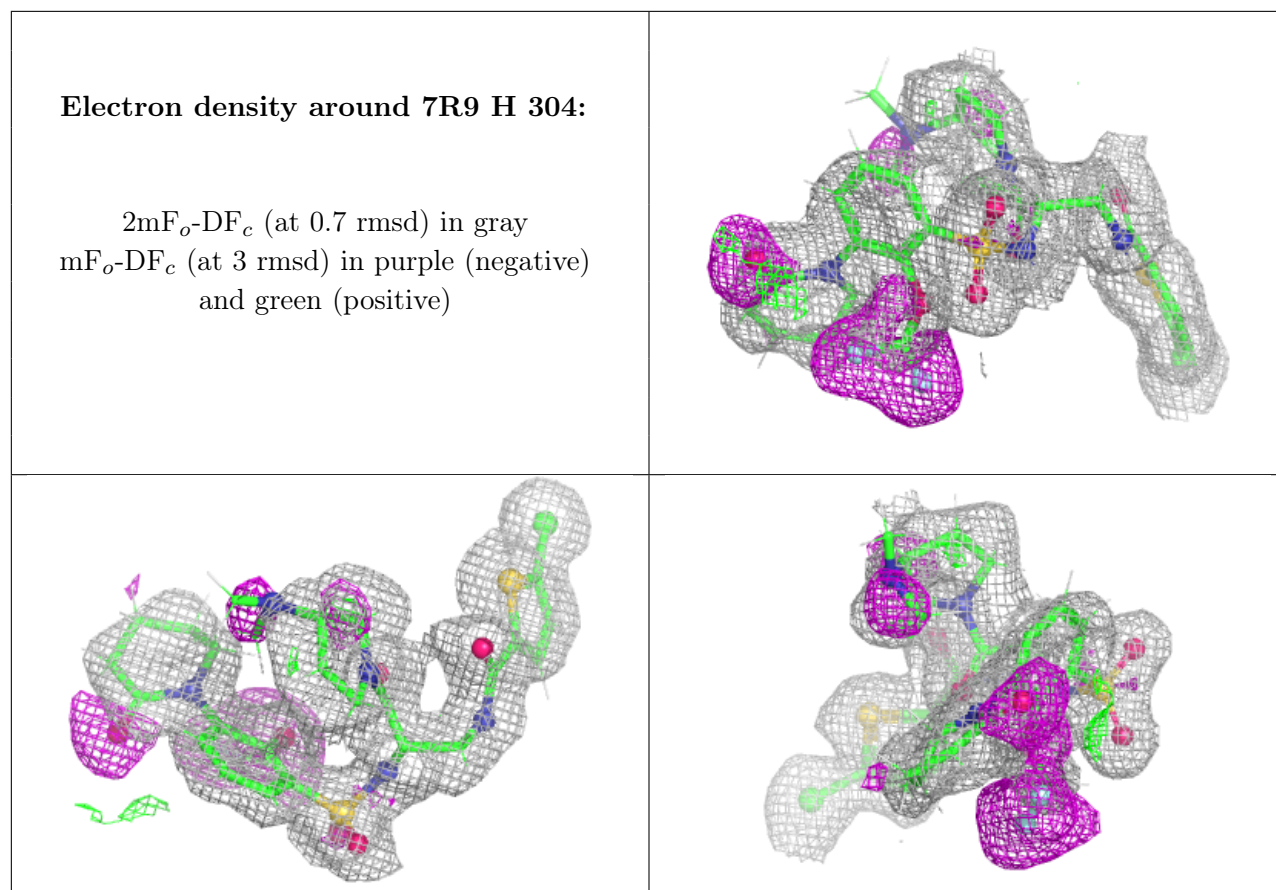 Electron density around 7R9 H 304:
2mFₒ-DF𝒸 (at 0.7 rmsd) in gray
mFₒ-DF𝒸 (at 3 rmsd) in purple (negative)
and green (positive)